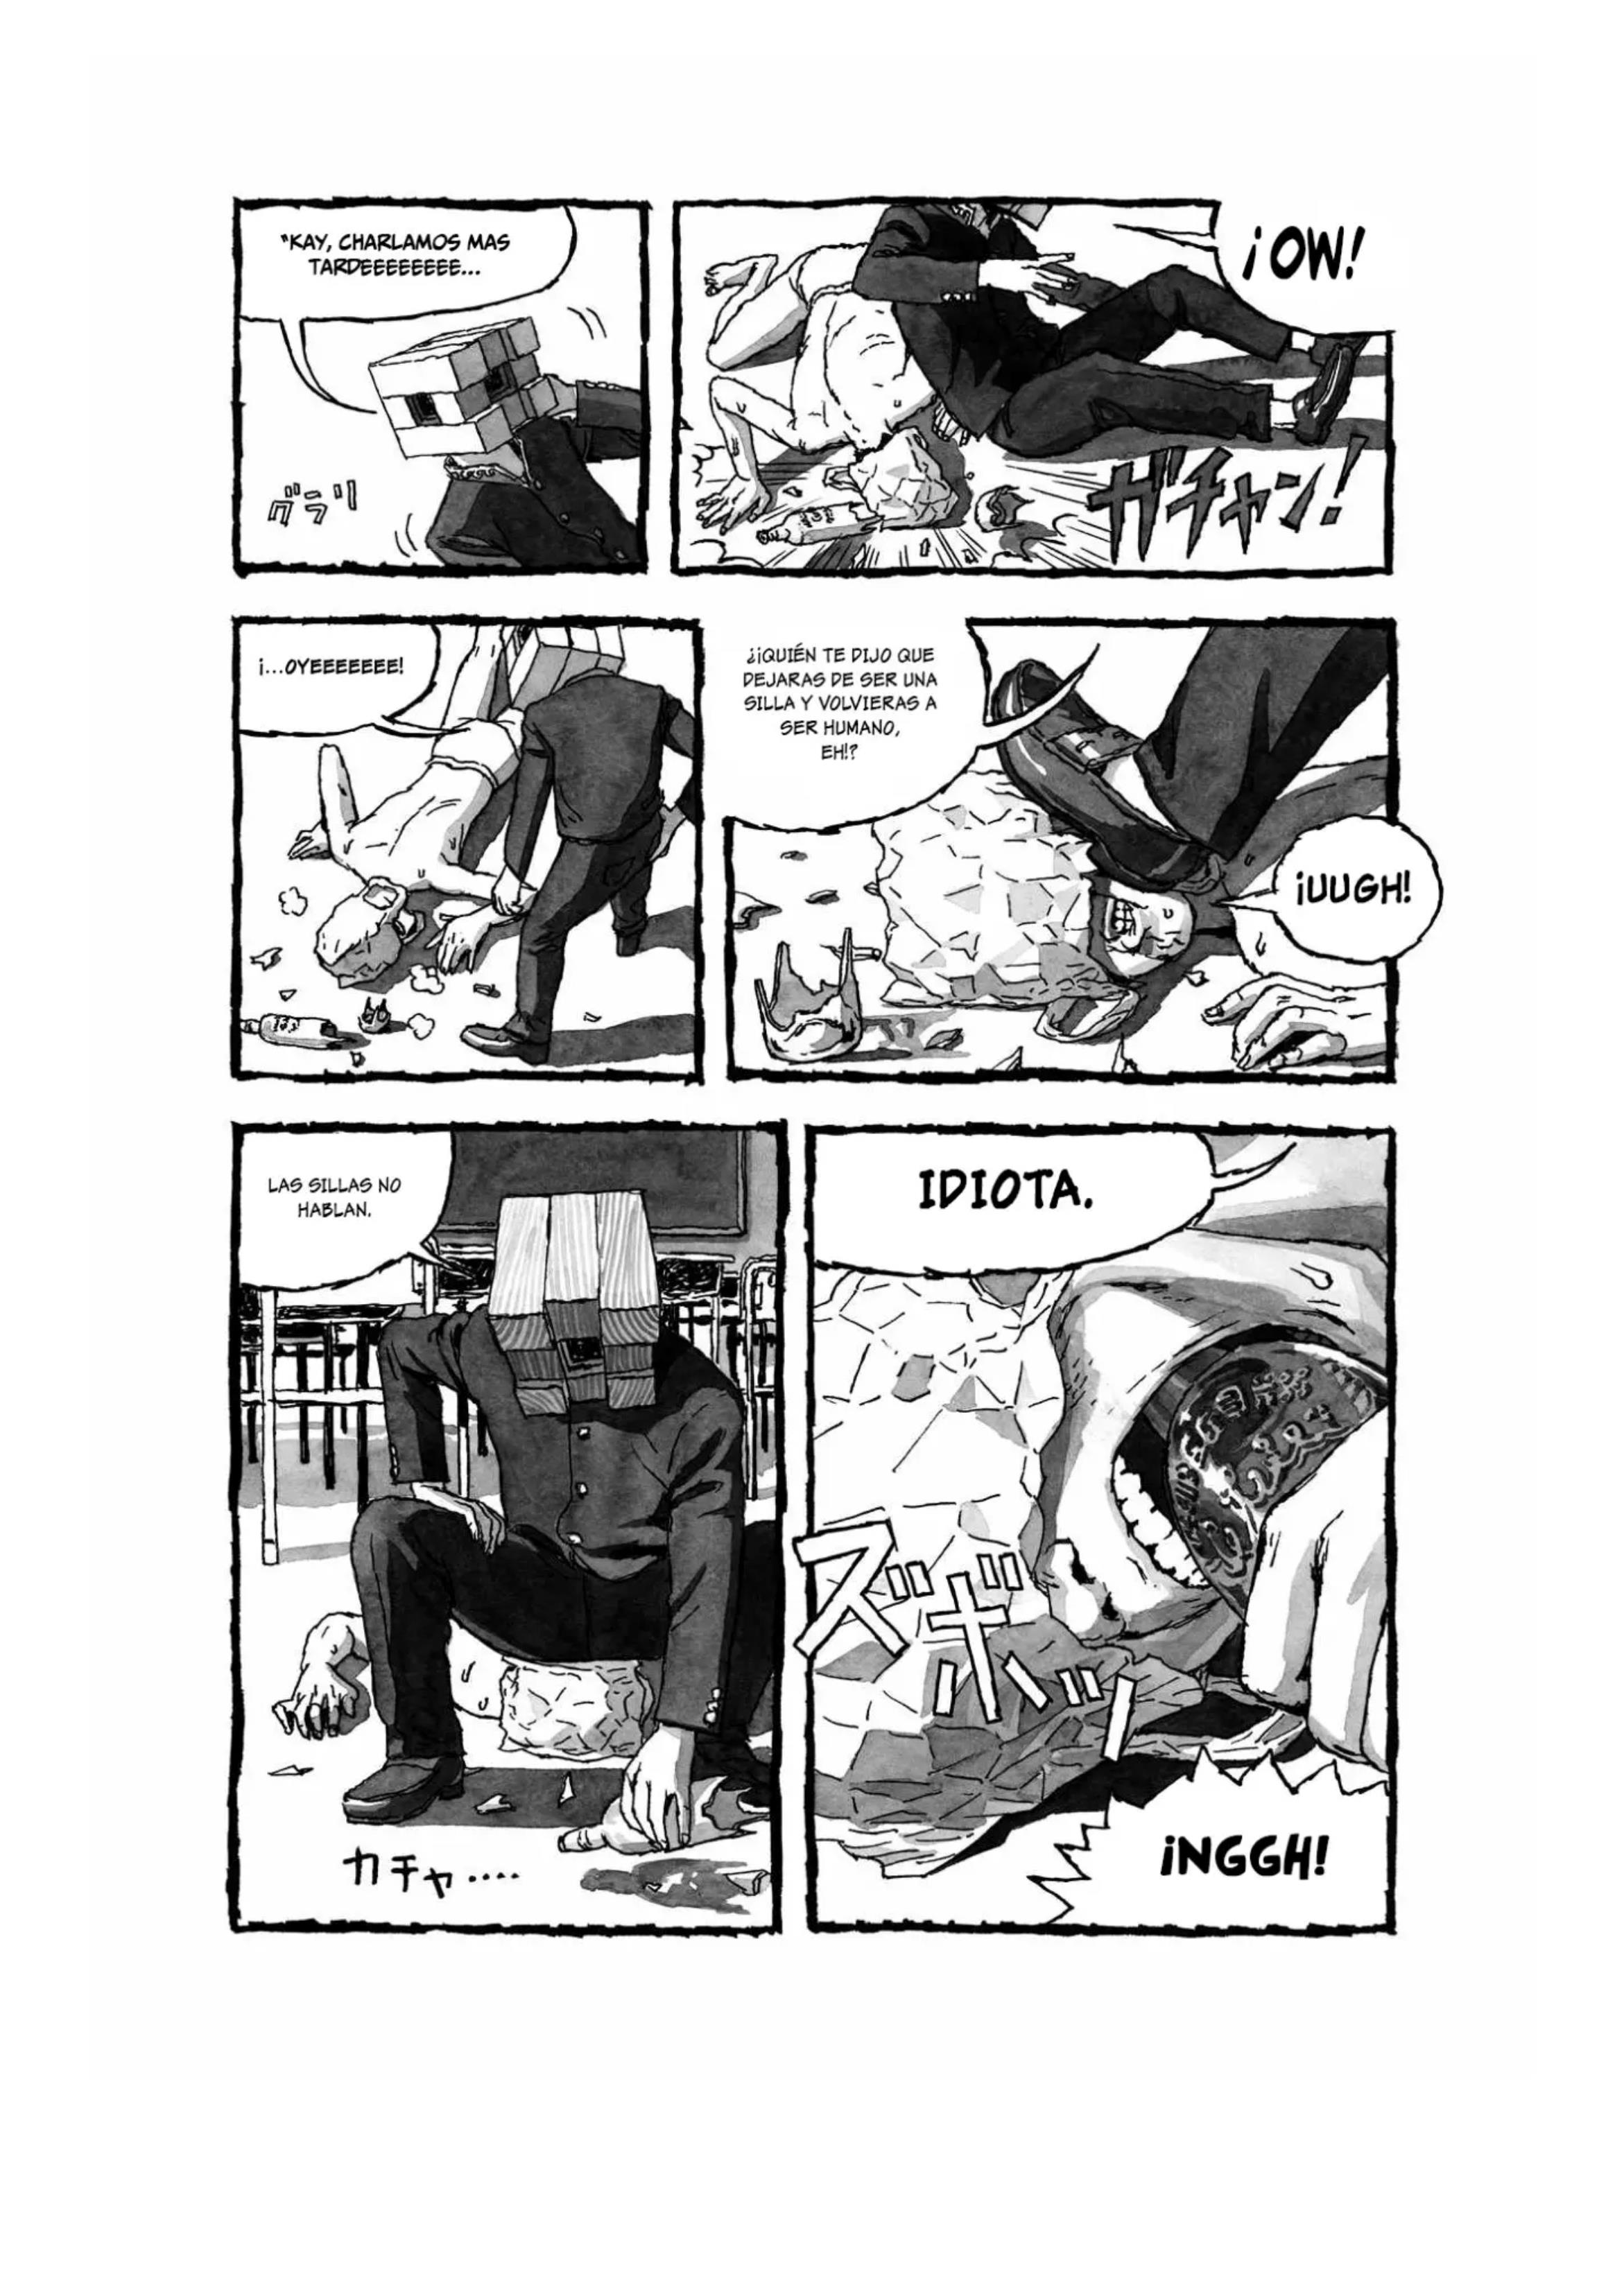 “KAY, CHARLAMOS MAS
TARDEEEEEEEE...
グラリ
¡OW!
ガチャン!
¡...OYEEEEEEE!
¿¡QUIÉN TE DIJO QUE
DEJARAS DE SER UNA
SILLA Y VOLVIERAS A
SER HUMANO,
EH!?
¡UUGH!
LAS SILLAS NO
HABLAN.
カチャ....
IDIOTA.
ズボッ
¡NGGH!